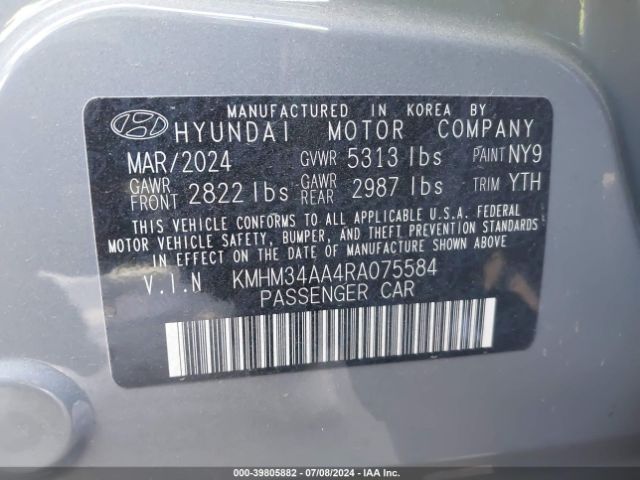 MANUFACTURED IN KOREA BY
HYUNDAI MOTOR COMPANY
MAR/2024 GVWR 5313 lbs PAINT NY9
GAWR FRONT 2822 lbs GAWR REAR 2987 lbs TRIM YTH
THIS VEHICLE CONFORMS TO ALL APPLICABLE U.S.A. FEDERAL
MOTOR VEHICLE SAFETY, BUMPER, AND THEFT PREVENTION STANDARDS
IN EFFECT ON THE DATE OF MANUFACTURE SHOWN ABOVE
V.I.N KMHM34AA4RA075584
PASSENGER CAR
000-39805882 / 07/08/2024 - IAA Inc.